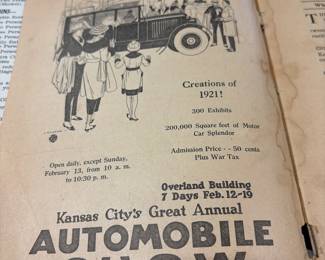 Creations of
1921!
300 Exhibits
200,000 Square feet of Motor
Car Splendor
Admission Price - - 50 cents
Plus War Tax
Open daily, except Sunday,
February 13, from 10 a. m.
to 10:30 p. m.
Overland Building
7 Days Feb. 12-19
Kansas City's Great Annual
AUTOMOBILE
SHOW